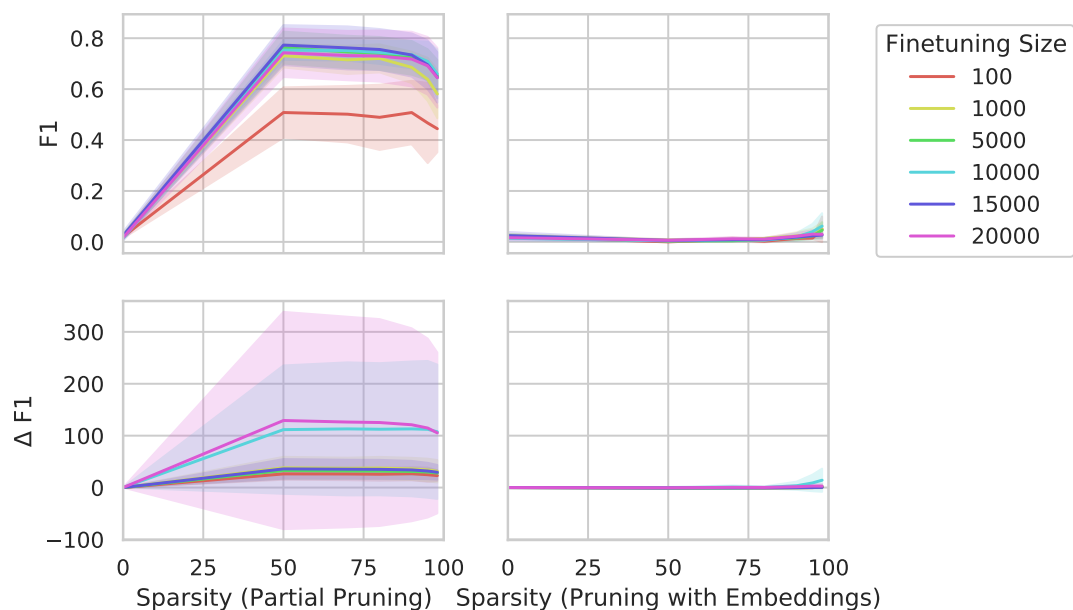 F1
0.8
0.6
0.4
0.2
0.0
Finetuning Size
100
1000
5000
10000
15000
20000
Δ F1
300
200
100
0
−100
0 25 50 75 100
0 25 50 75 100
Sparsity (Partial Pruning)
Sparsity (Pruning with Embeddings)